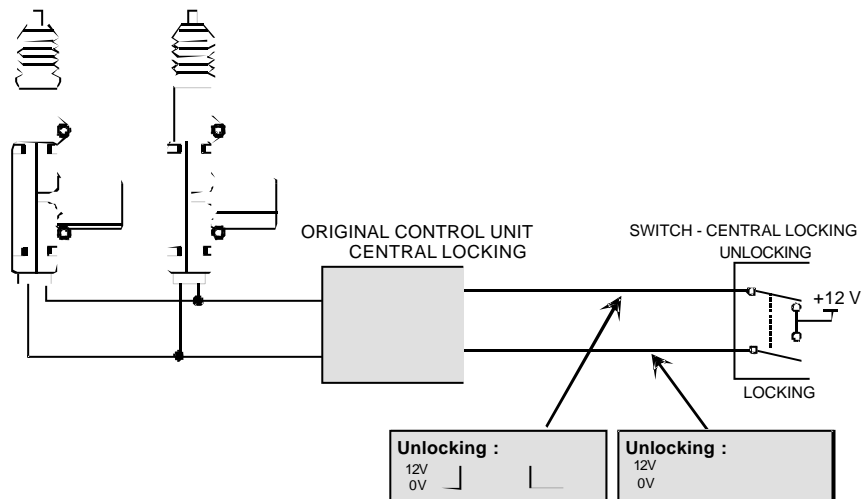 ORIGINAL CONTROL UNIT
CENTRAL LOCKING
SWITCH - CENTRAL LOCKING
UNLOCKING
+12 V
LOCKING
Unlocking :
12V
0V
Unlocking :
12V
0V